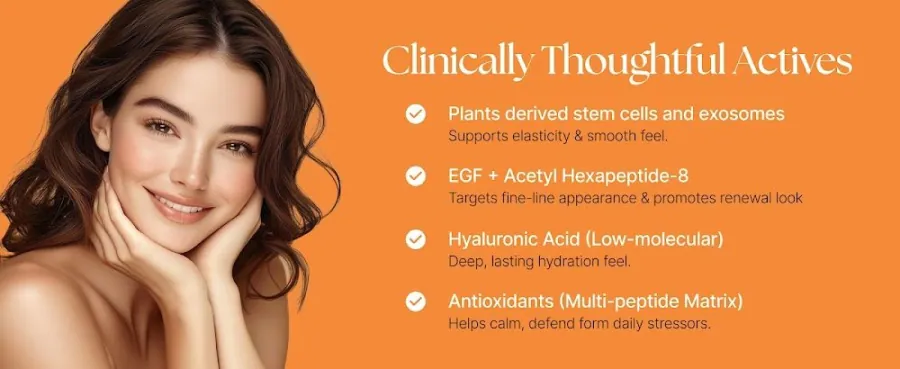 Clinically Thoughtful Actives
Plants derived stem cells and exosomes
Supports elasticity & smooth feel.
EGF + Acetyl Hexapeptide-8
Targets fine-line appearance & promotes renewal look
Hyaluronic Acid (Low-molecular)
Deep, lasting hydration feel.
Antioxidants (Multi-peptide Matrix)
Helps calm, defend form daily stressors.